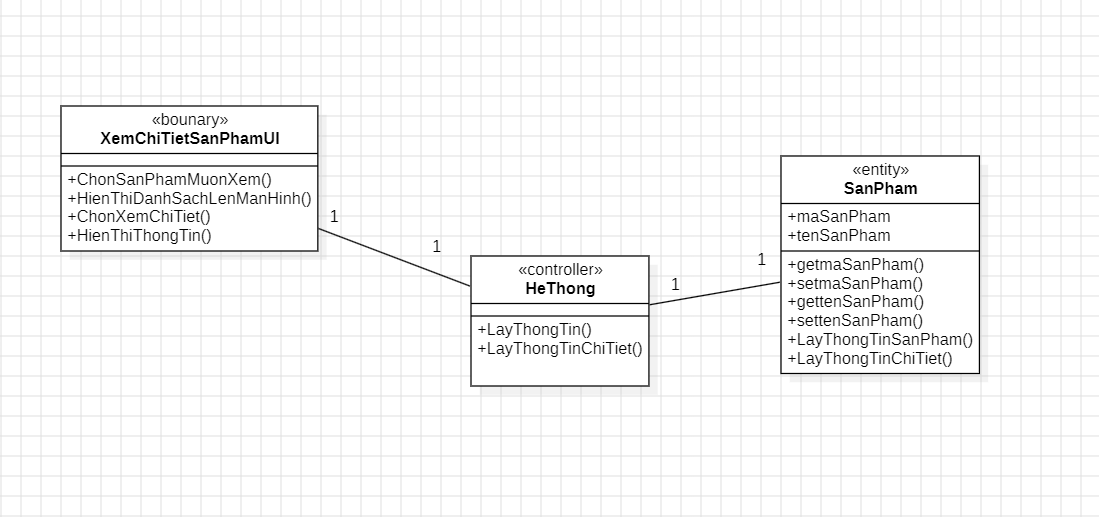 «bounary»
XemChiTietSanPhamUI
+ChonSanPhamMuonXem()
+HienThiDanhSachLenManHinh()
+ChonXemChiTiet()
+HienThiThongTin()
1
1
«controller»
HeThong
+LayThongTin()
+LayThongTinChiTiet()
1
1
«entity»
SanPham
+maSanPham
+tenSanPham
+getmaSanPham()
+setmaSanPham()
+gettenSanPham()
+settenSanPham()
+LayThongTinSanPham()
+LayThongTinChiTiet()